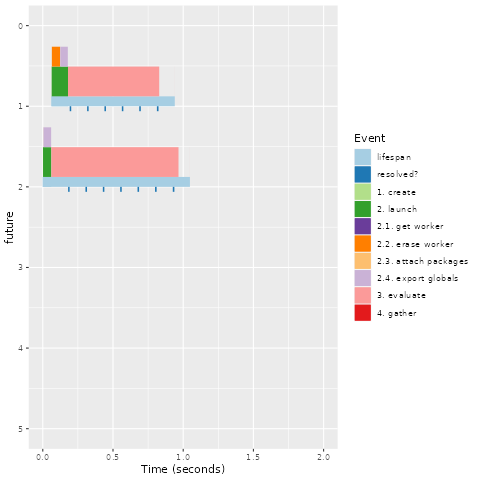 0
1
2
3
4
5
future
0.0 0.5 1.0 1.5 2.0
Time (seconds)
Event
lifespan
resolved?
1. create
2. launch
2.1. get worker
2.2. erase worker
2.3. attach packages
2.4. export globals
3. evaluate
4. gather